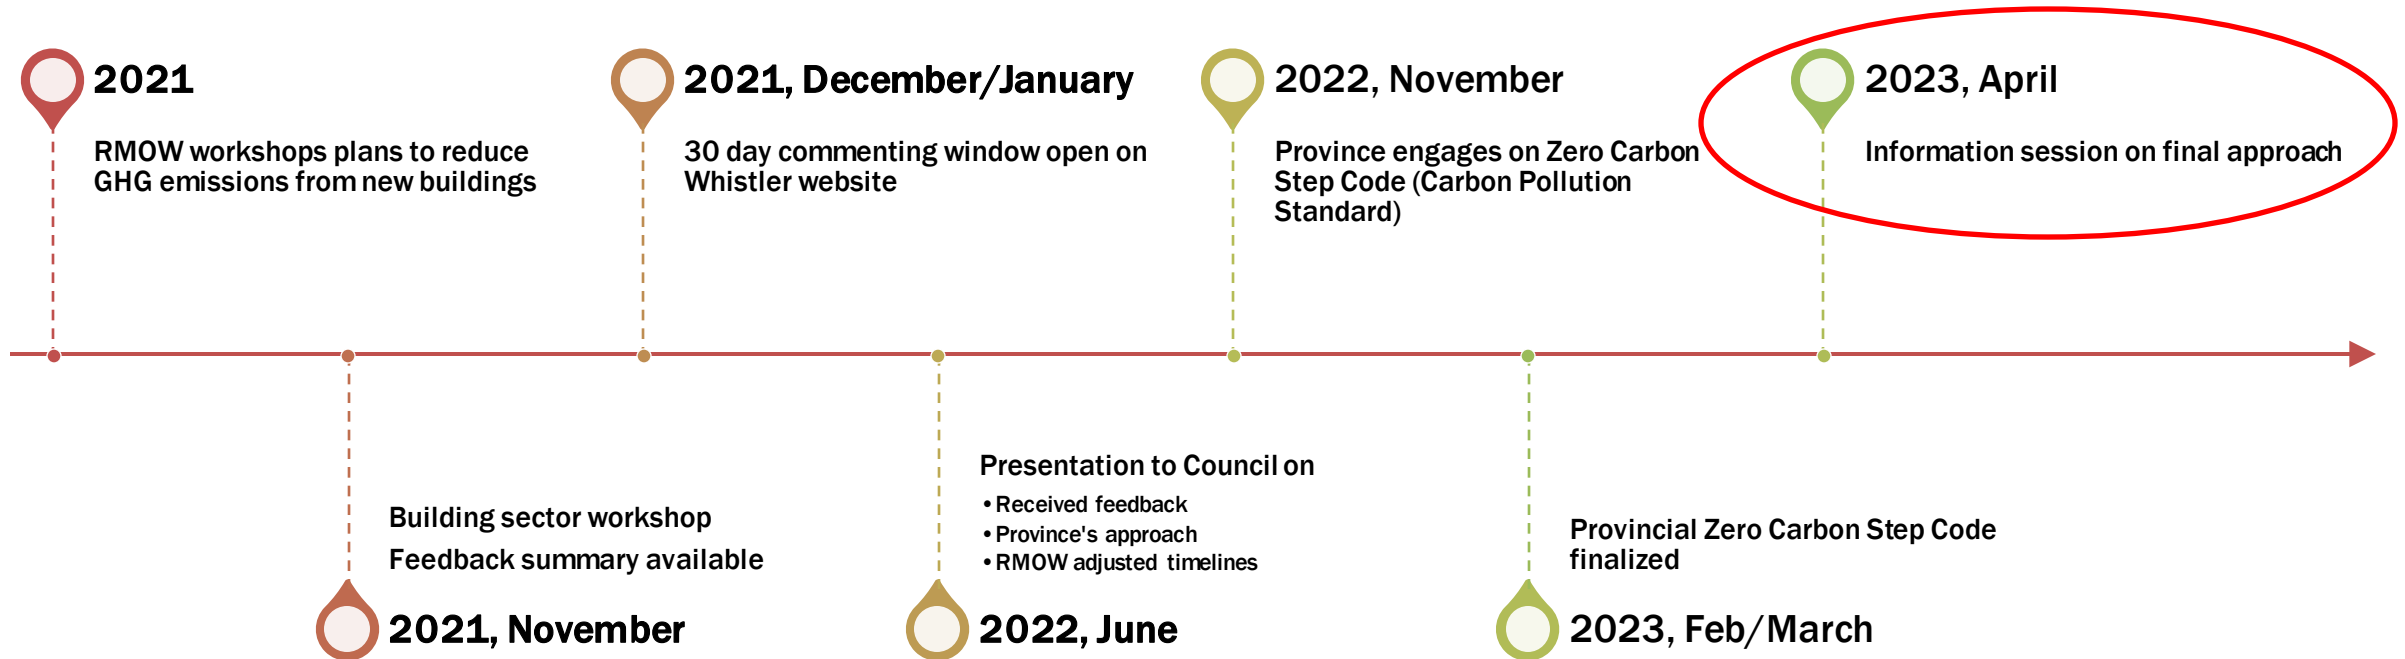 2021
RMOW workshops plans to reduce
GHG emissions from new buildings
2021, December/January
30 day commenting window open on
Whistler website
2022, November
Province engages on Zero Carbon
Step Code (Carbon Pollution
Standard)
2023, April
Information session on final approach
Building sector workshop
Feedback summary available
2021, November
Presentation to Council on
• Received feedback
• Province's approach
• RMOW adjusted timelines
2022, June
Provincial Zero Carbon Step Code
finalized
2023, Feb/March